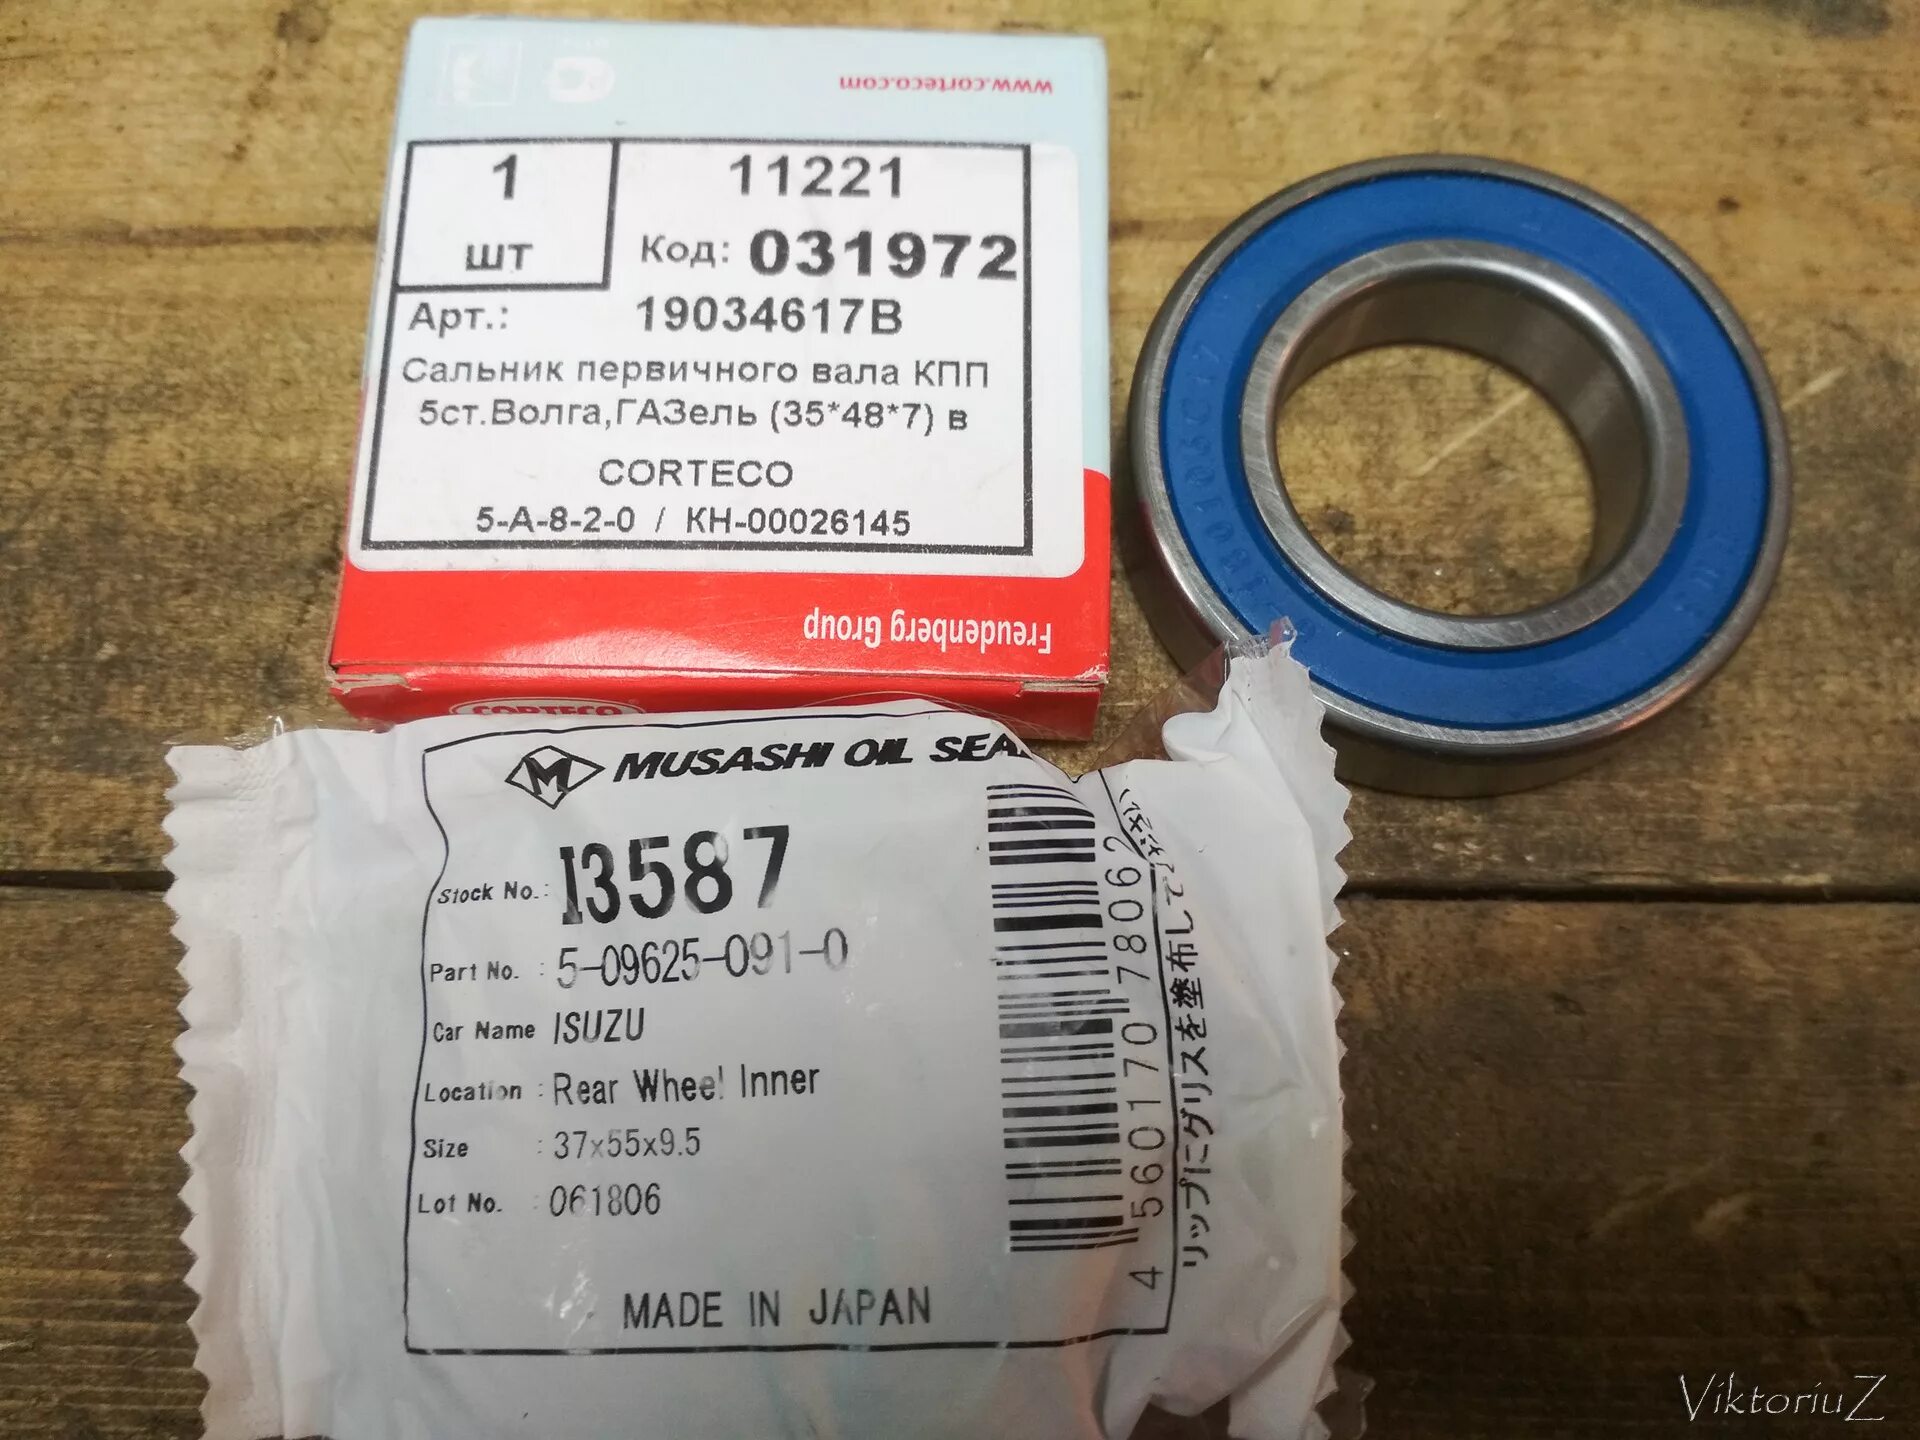 www.corteco.com
1
шт
11221
Код: 031972
Арт.: 19034617B
Сальник первичного вала КПП
5ст.Волга,ГАЗель (35*48*7) в
CORTECO
5-А-8-2-0 / КН-00026145
Freudenberg Group
CORTECO
M MUSASHI OIL SEA
Stock No.: I3587
Part No. : 5-09625-091-0
Car Name ISUZU
Location : Rear Wheel Inner
Size : 37x55x9.5
Lot No. : 061806
MADE IN JAPAN
4 560170 778062
リップにグリスを塗布して
ViktoriuZ